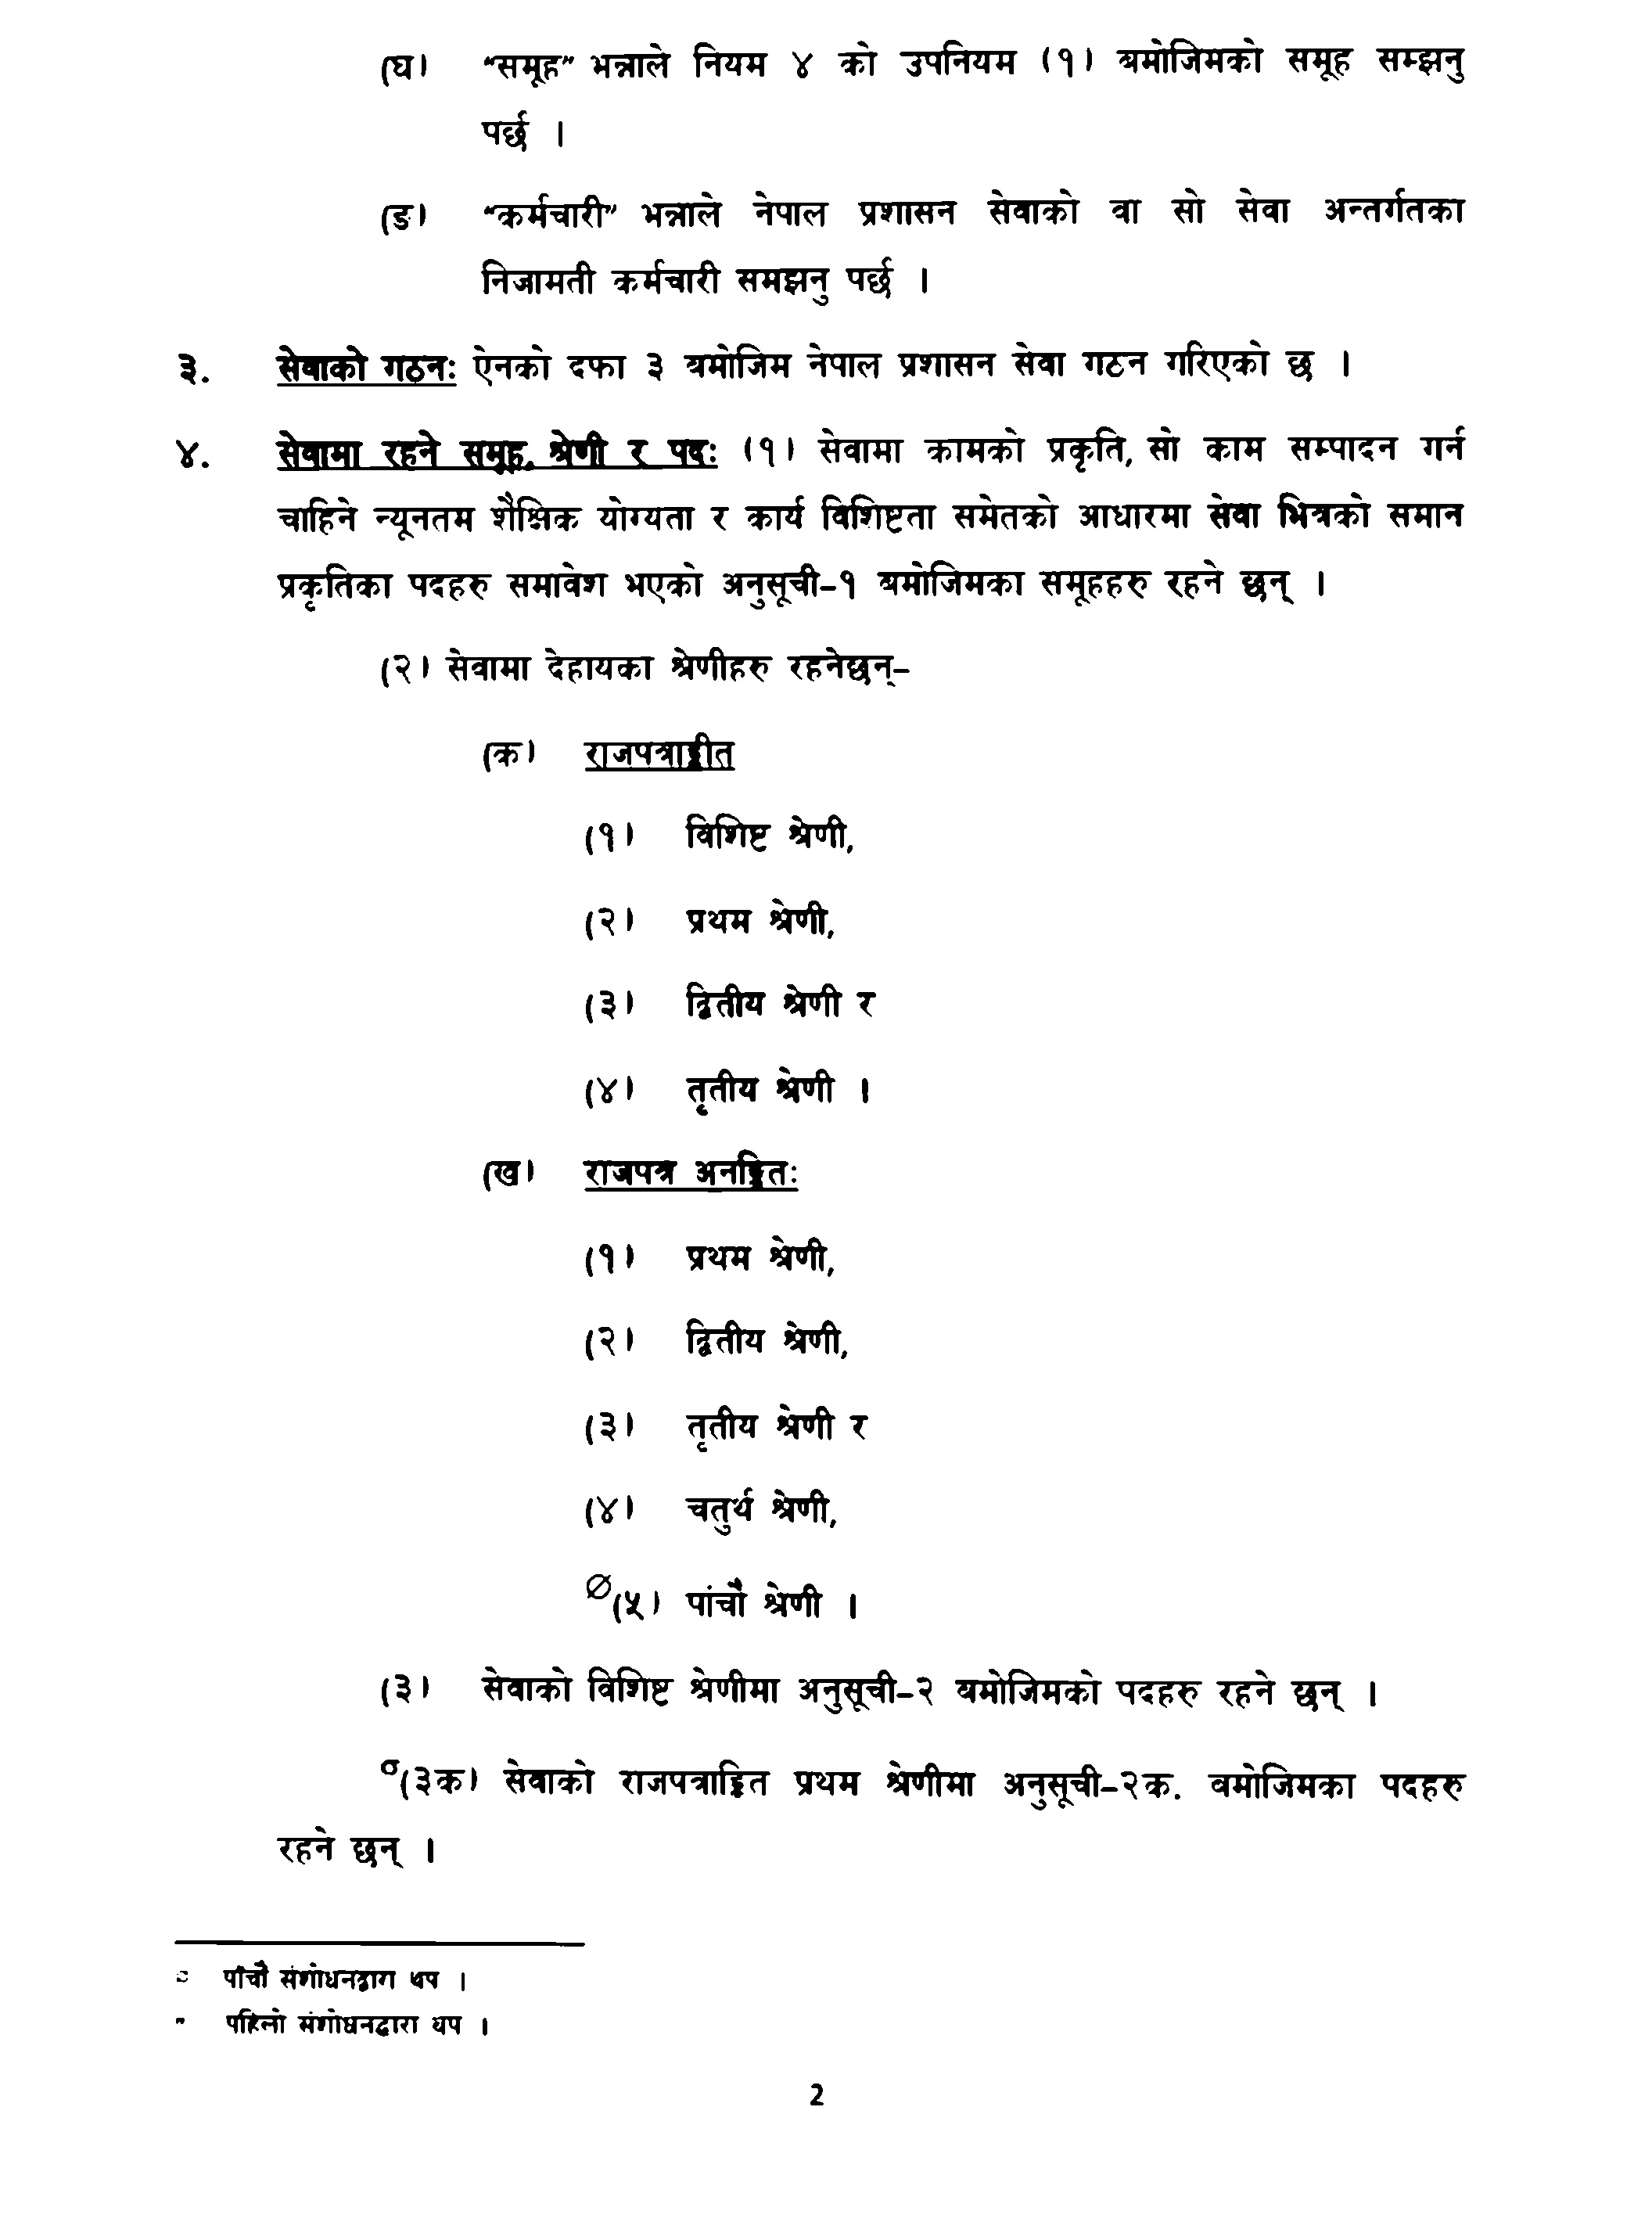 (घ) "समूह" भन्नाले नियम ४ को उपनियम (१) बमोजिमको समूह सम्झनु
पर्छ ।
(ङ) "कर्मचारी" भन्नाले नेपाल प्रशासन सेवाको वा सो सेवा अन्तर्गतका
निजामती कर्मचारी समझनु पर्छ ।
३. सेवाको गठनः ऐनको दफा ३ बमोजिम नेपाल प्रशासन सेवा गठन गरिएको छ ।
४. सेवामा रहने समूह, श्रेणी र पदः (१) सेवामा कामको प्रकृति, सो काम सम्पादन गर्न
चाहिने न्यूनतम शैक्षिक योग्यता र कार्य विशिष्टता समेतको आधारमा सेवा भित्रको समान
प्रकृतिका पदहरु समावेश भएको अनुसूची-१ बमोजिमका समूहहरु रहने छन् ।
(२) सेवामा देहायका श्रेणीहरु रहनेछन्-
(क) राजपत्राङ्कीत
(१) विशिष्ट श्रेणी,
(२) प्रथम श्रेणी,
(३) द्वितीय श्रेणी र
(४) तृतीय श्रेणी ।
(ख) राजपत्र अनङ्कितः
(१) प्रथम श्रेणी,
(२) द्वितीय श्रेणी,
(३) तृतीय श्रेणी र
(४) चतुर्थ श्रेणी,
∅(५) पांचौं श्रेणी ।
(३) सेवाको विशिष्ट श्रेणीमा अनुसूची-२ बमोजिमको पदहरु रहने छन् ।
σ(३क) सेवाको राजपत्राङ्कित प्रथम श्रेणीमा अनुसूची-२क. वमोजिमका पदहरु
रहने छन् ।
पाँचौं संशोधनद्वारा थप ।
पहिलो संशोधनद्वारा थप ।
2